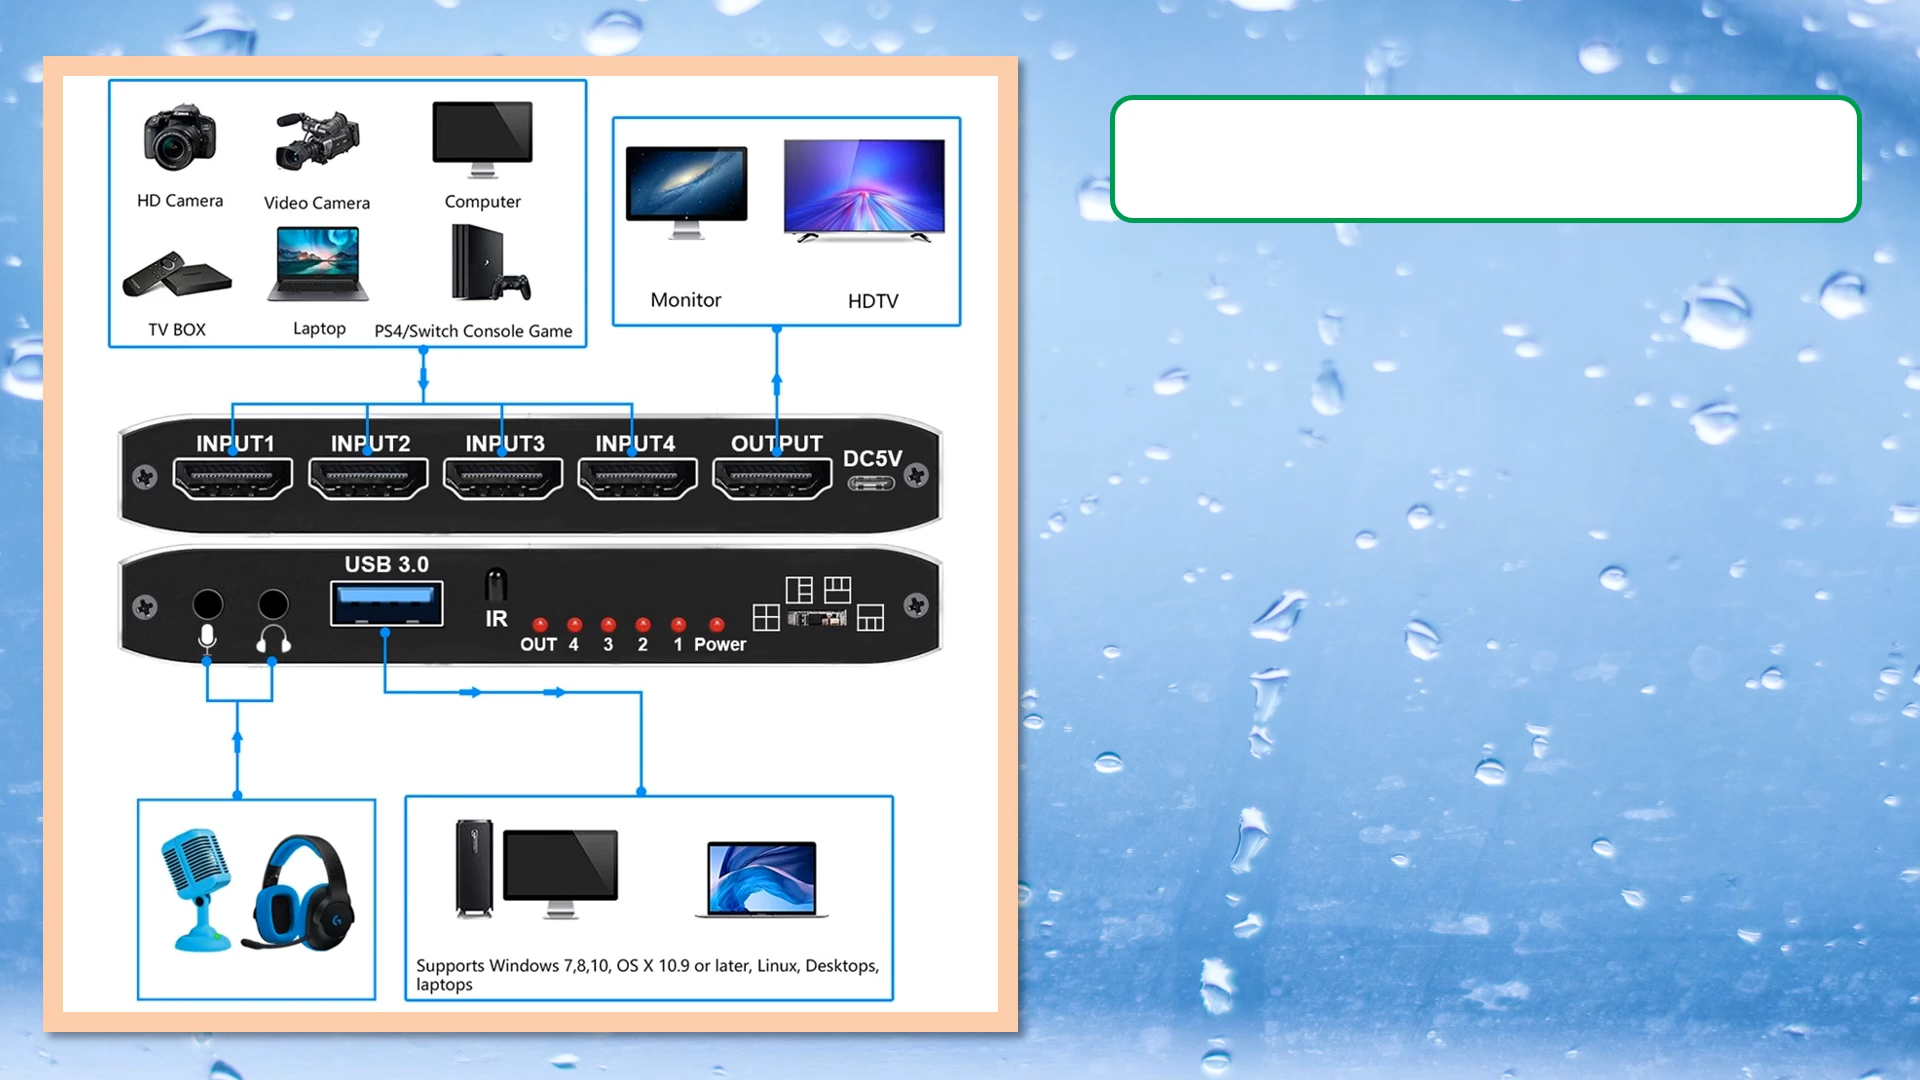 HD Camera
Video Camera
Computer
TV BOX
Laptop
PS4/Switch Console Game
Monitor
HDTV
INPUT1
INPUT2
INPUT3
INPUT4
OUTPUT
DC5V
USB 3.0
IR
OUT 4 3 2 1 Power
Supports Windows 7,8,10, OS X 10.9 or later, Linux, Desktops,
laptops